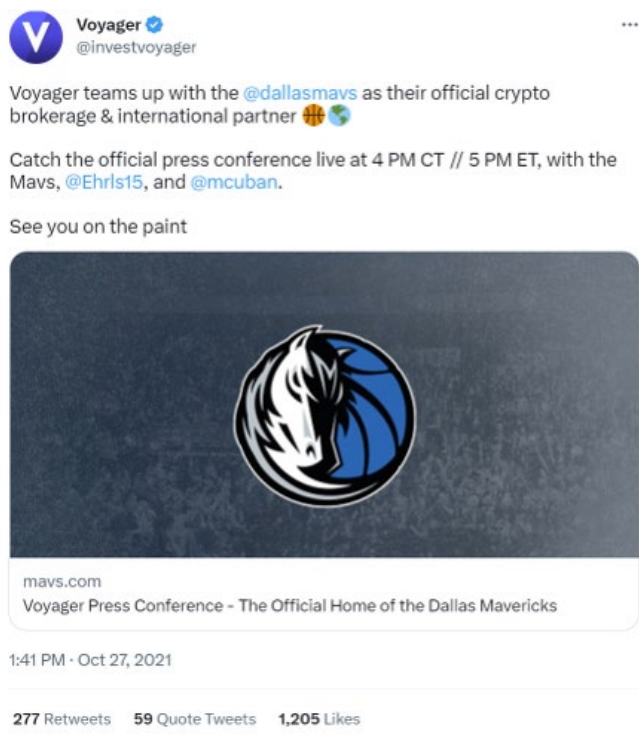 V
Voyager
@investvoyager
Voyager teams up with the @dallasmavs as their official crypto
brokerage & international partner 🏀🌎
Catch the official press conference live at 4 PM CT // 5 PM ET, with the
Mavs, @Ehrls15, and @mcuban.
See you on the paint
mavs.com
Voyager Press Conference - The Official Home of the Dallas Mavericks
1:41 PM · Oct 27, 2021
277 Retweets 59 Quote Tweets 1,205 Likes